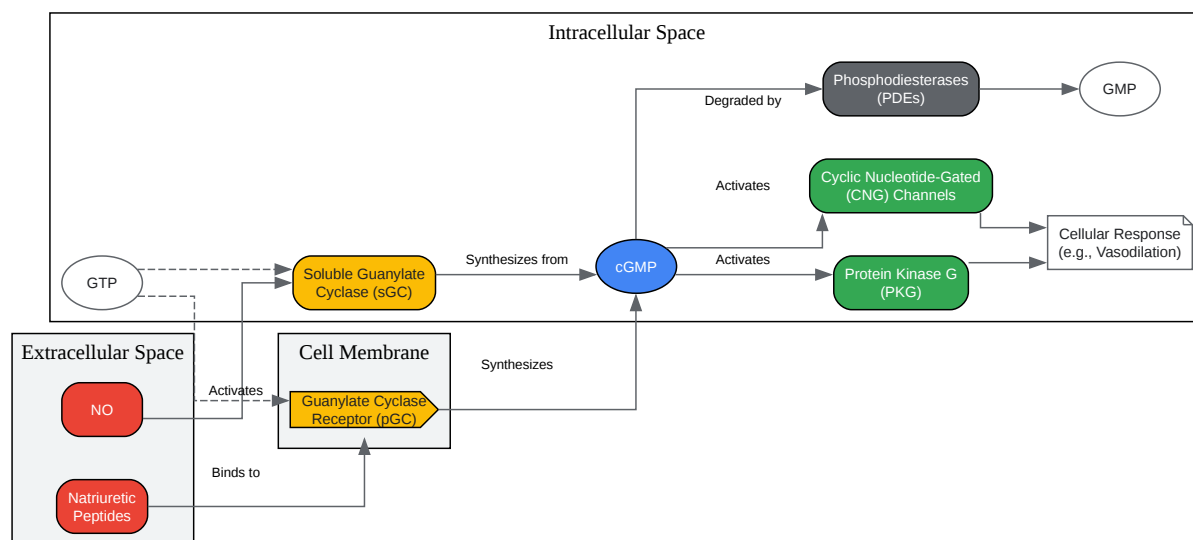 Intracellular Space
Phosphodiesterases
(PDEs)
GMP
Degraded by
Activates
Cyclic Nucleotide-Gated
(CNG) Channels
Cellular Response
(e.g., Vasodilation)
GTP
Soluble Guanylate
Cyclase (sGC)
Synthesizes from
cGMP
Activates
Protein Kinase G
(PKG)
Extracellular Space
Cell Membrane
Synthesizes
NO
Activates
Guanylate Cyclase
Receptor (pGC)
Binds to
Natriuretic
Peptides